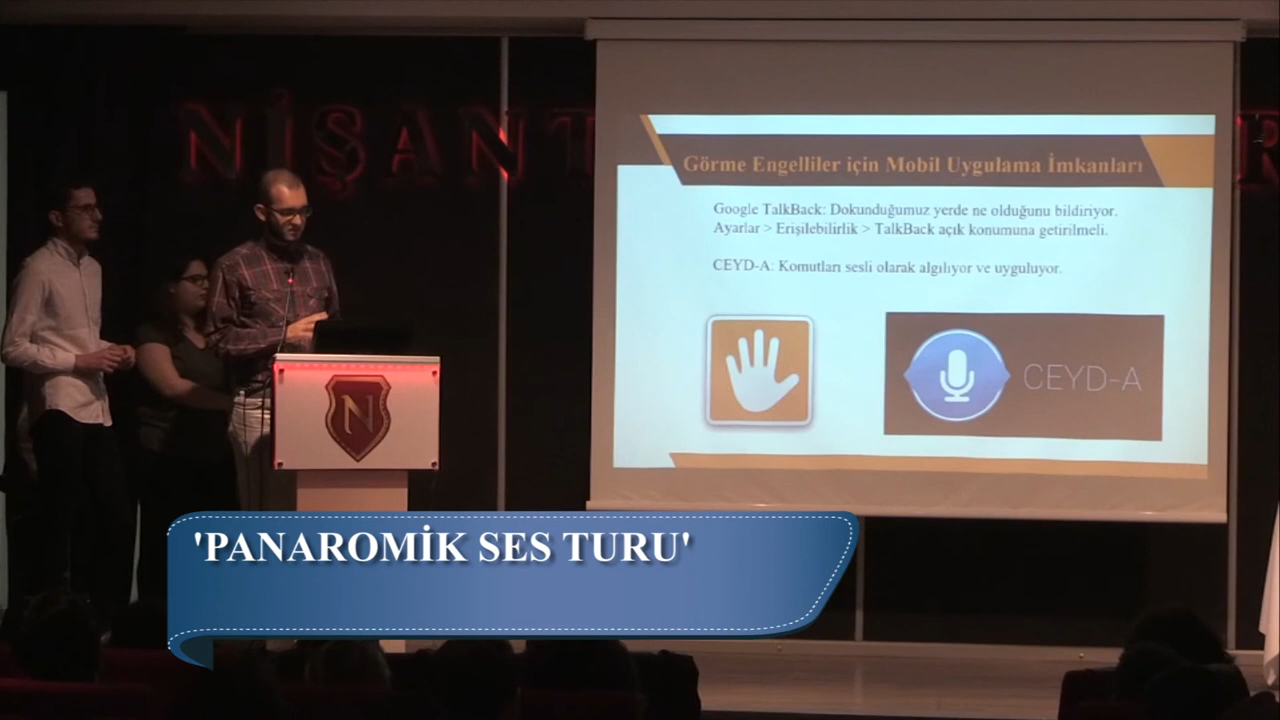 NİŞANT
Görme Engelliler için Mobil Uygulama İmkanları
Google TalkBack: Dokunduğumuz yerde ne olduğunu bildiriyor.
Ayarlar > Erişilebilirlik > TalkBack açık konumuna getirilmeli.
CEYD-A: Komutları sesli olarak algılıyor ve uyguluyor.
CEYD-A
N
'PANAROMİK SES TURU'